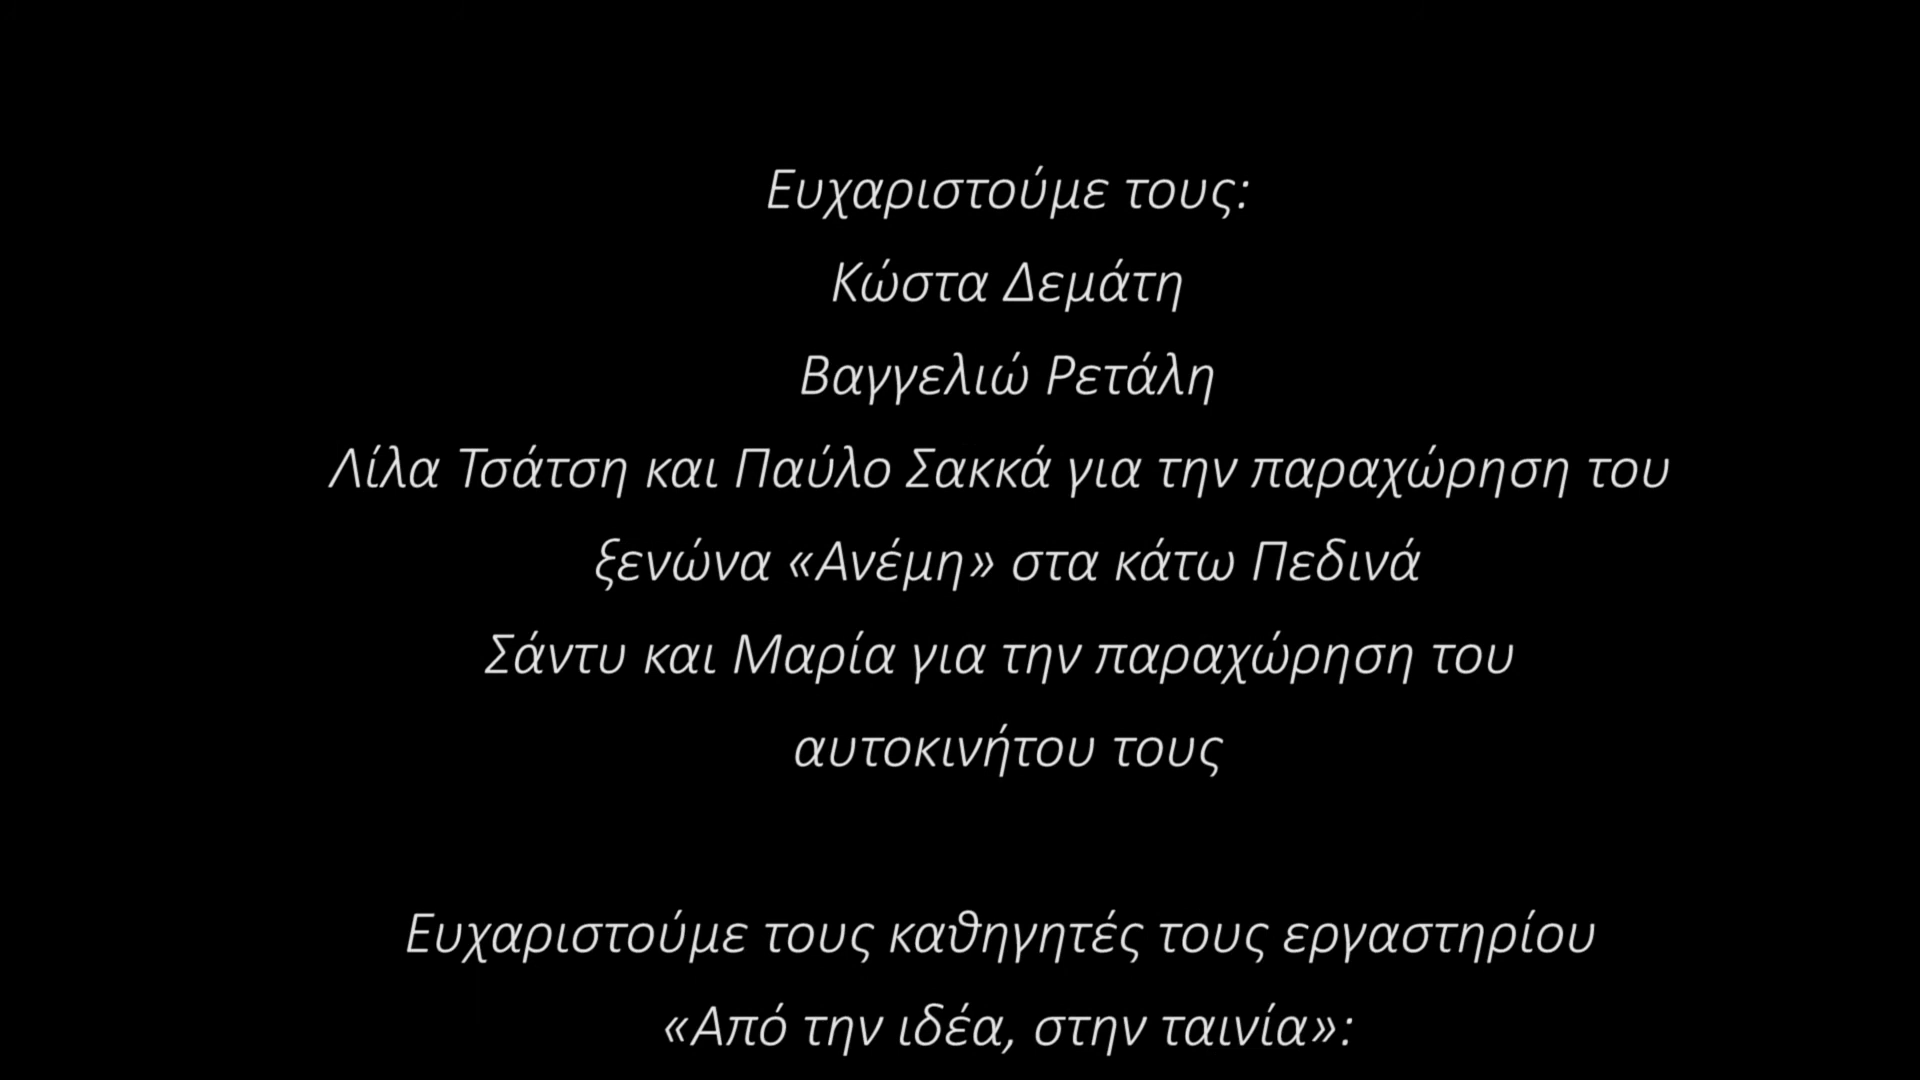 Ευχαριστούμε τους:
Κώστα Δεμάτη
Βαγγελιώ Ρετάλη
Λίλα Τσάτση και Παύλο Σακκά για την παραχώρηση του
ξενώνα «Ανέμη» στα κάτω Πεδινά
Σάντυ και Μαρία για την παραχώρηση του
αυτοκινήτου τους
Ευχαριστούμε τους καθηγητές τους εργαστηρίου
«Από την ιδέα, στην ταινία»: